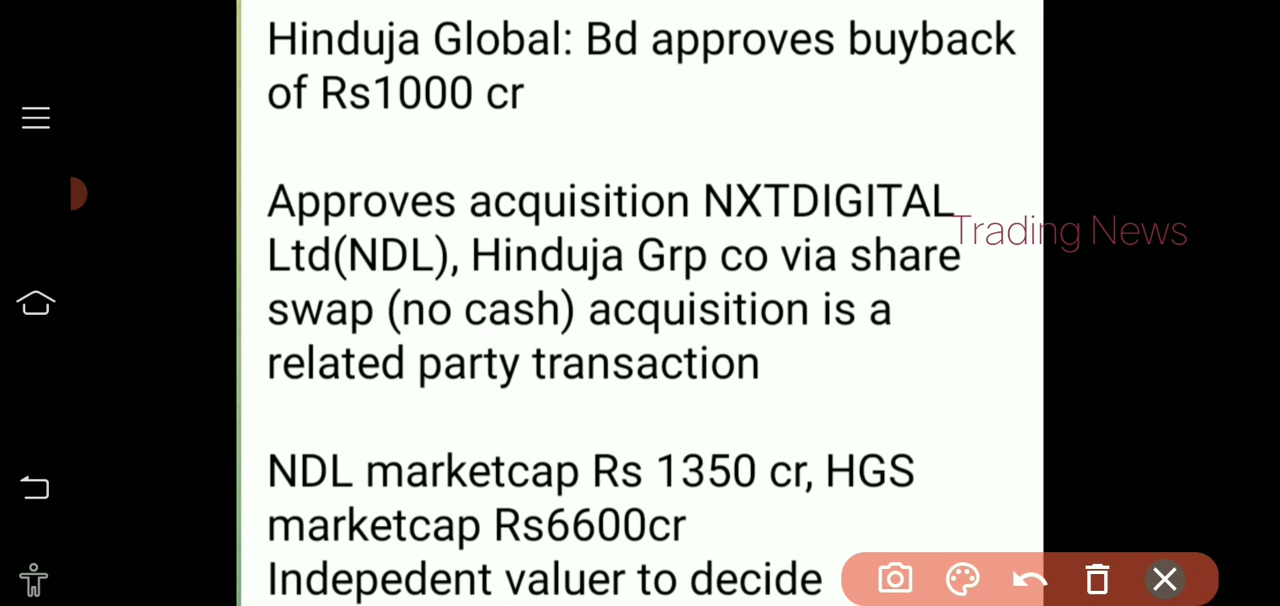 Hinduja Global: Bd approves buyback
of Rs1000 cr
Approves acquisition NXTDIGITAL
Trading News
Ltd(NDL), Hinduja Grp co via share
swap (no cash) acquisition is a
related party transaction
NDL marketcap Rs 1350 cr, HGS
marketcap Rs6600cr
Indepedent valuer to decide